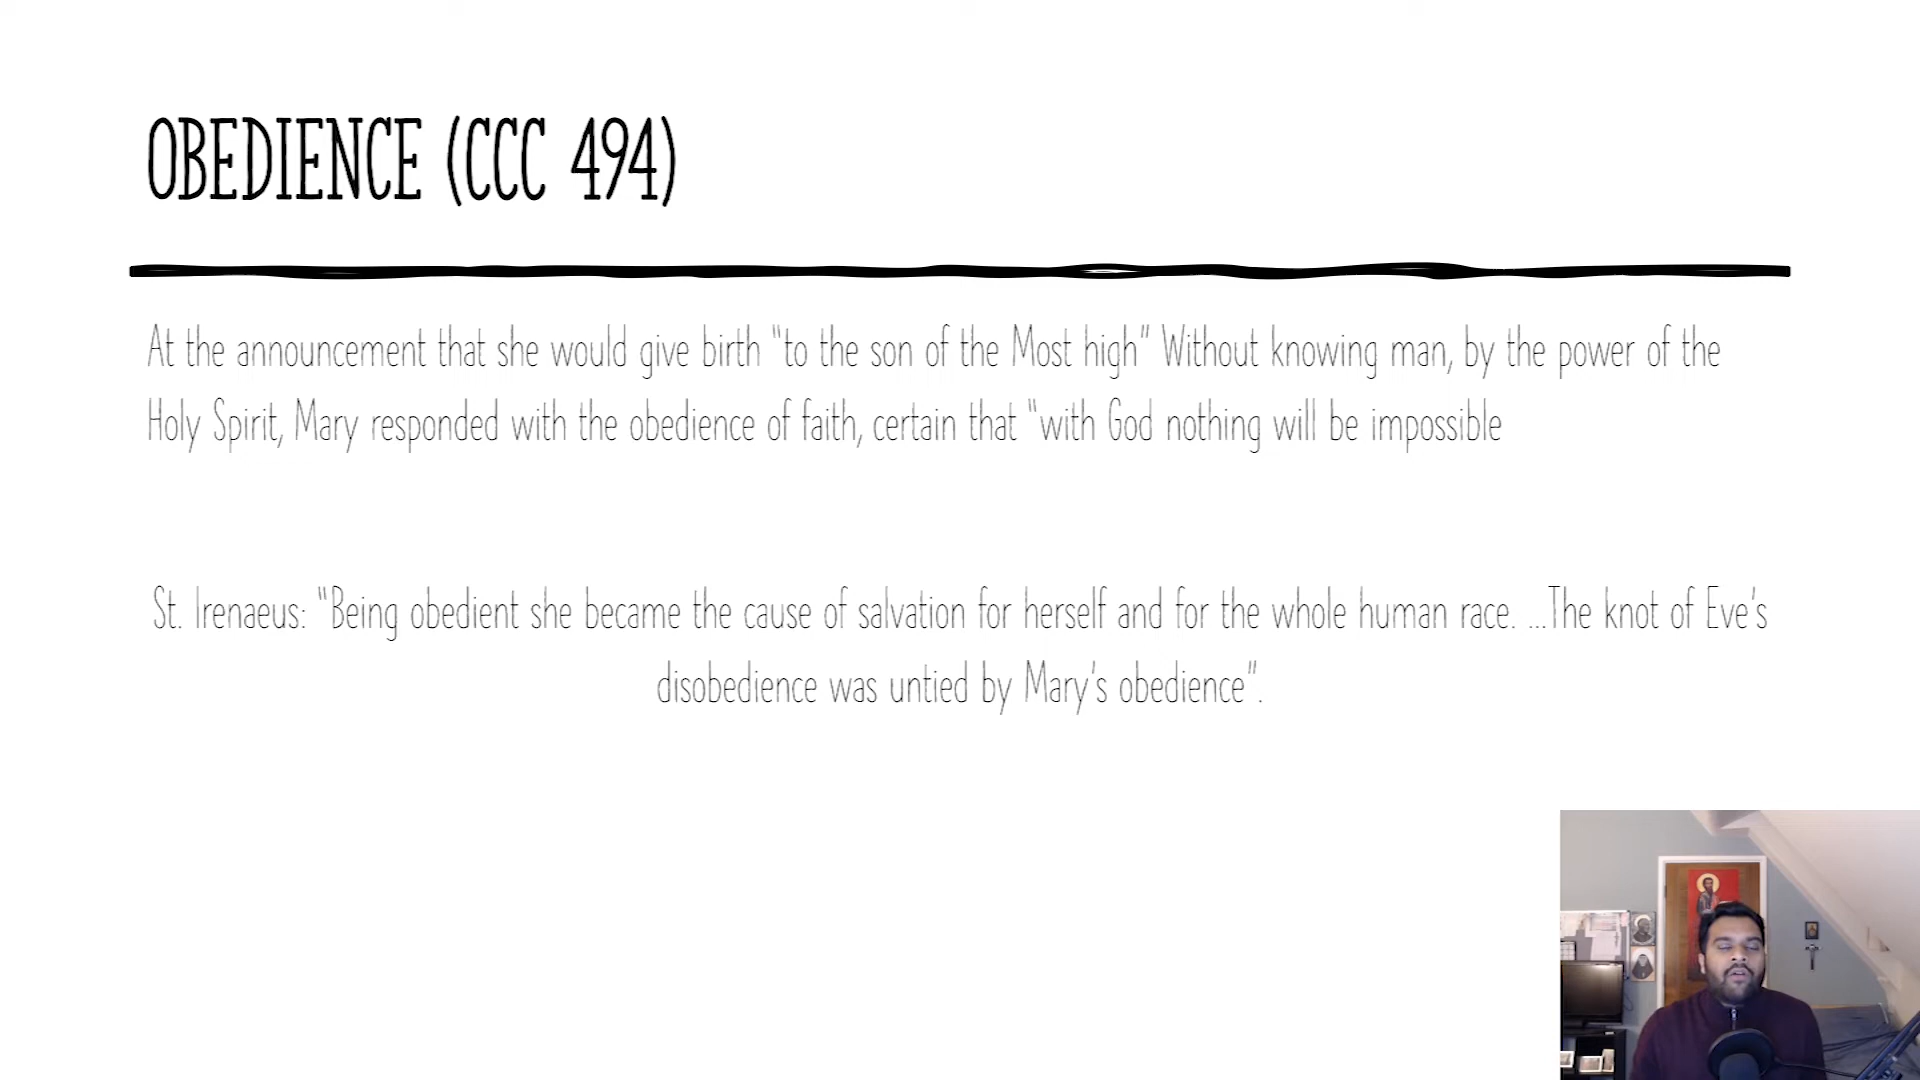 OBEDIENCE (CCC 494)
At the announcement that she would give birth "to the son of the Most high" Without knowing man, by the power of the
Holy Spirit, Mary responded with the obedience of faith, certain that "with God nothing will be impossible
St. Irenaeus: "Being obedient she became the cause of salvation for herself and for the whole human race. ...The knot of Eve's
disobedience was untied by Mary's obedience".